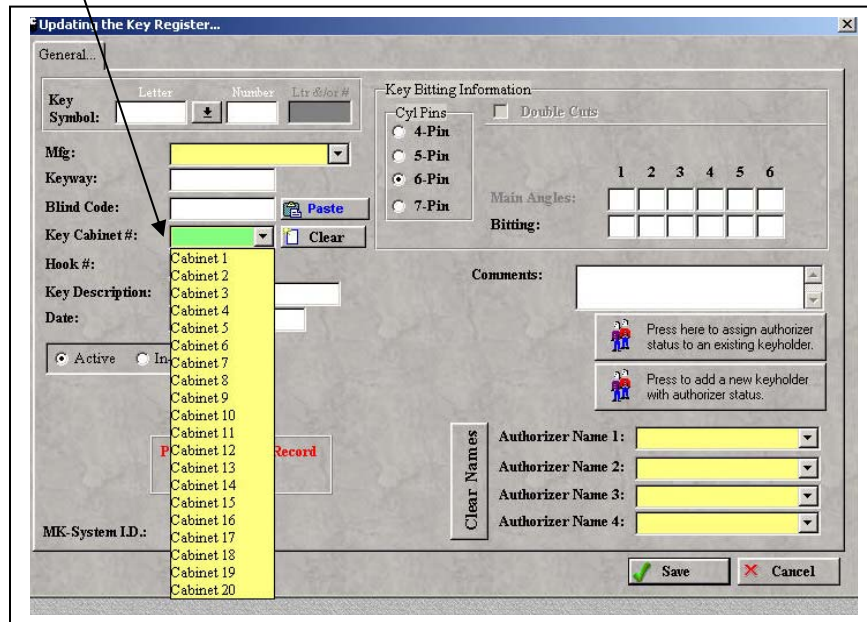 Updating the Key Register...
General...
Letter Number Ltr &/or #
Key Symbol:
Mfg:
Keyway:
Blind Code: Paste
Key Cabinet #: Clear
Hook #:
Key Description:
Date:
Active In
Cabinet 1
Cabinet 2
Cabinet 3
Cabinet 4
Cabinet 5
Cabinet 6
Cabinet 7
Cabinet 8
Cabinet 9
Cabinet 10
Cabinet 11
Cabinet 12
Cabinet 13
Cabinet 14
Cabinet 15
Cabinet 16
Cabinet 17
Cabinet 18
Cabinet 19
Cabinet 20
P Record
MK-System I.D.:
Key Bitting Information
Cyl Pins
4-Pin
5-Pin
6-Pin
7-Pin
Double Cuts
1 2 3 4 5 6
Main Angles:
Bitting:
Comments:
Press here to assign authorizer
status to an existing keyholder.
Press to add a new keyholder
with authorizer status.
Clear Names
Authorizer Name 1:
Authorizer Name 2:
Authorizer Name 3:
Authorizer Name 4:
Save Cancel